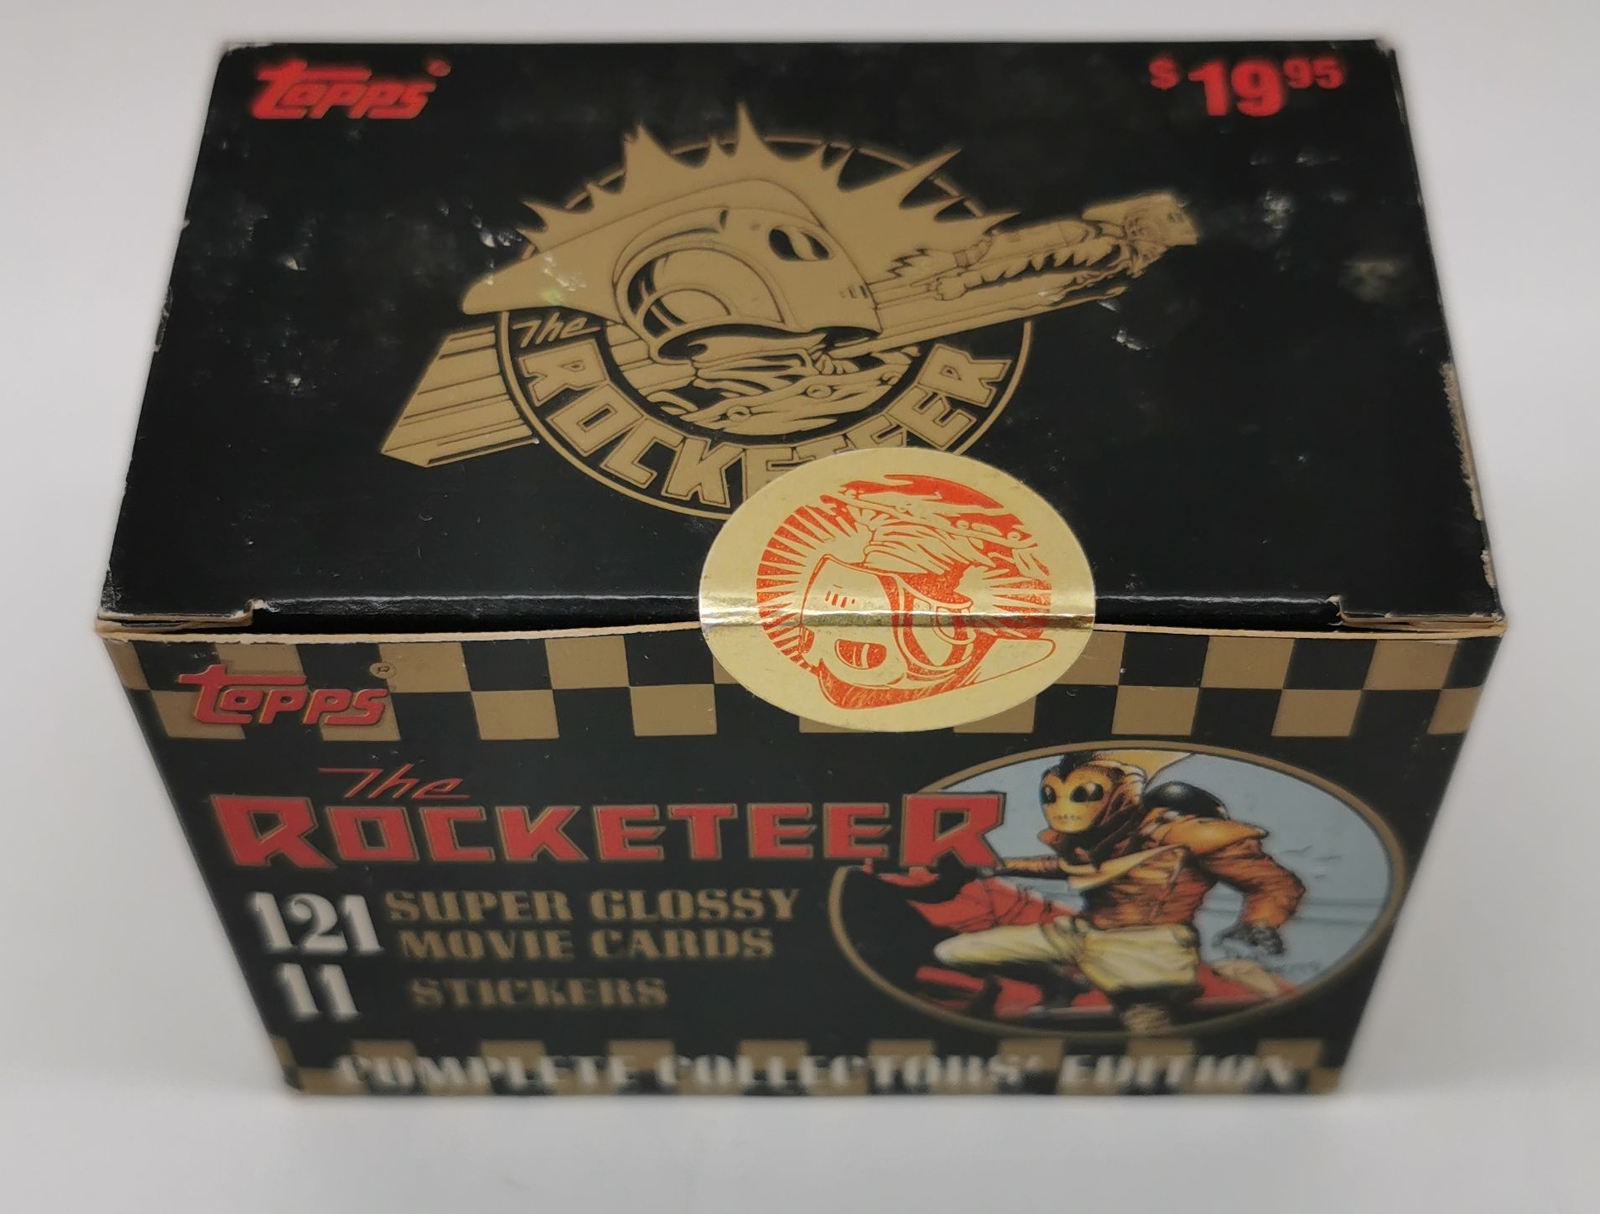 Topps®
$19.95
The
ROCKETEER
Topps®
The
ROCKETEER
121 SUPER GLOSSY
MOVIE CARDS
11 STICKERS
COMPLETE COLLECTORS' EDITION